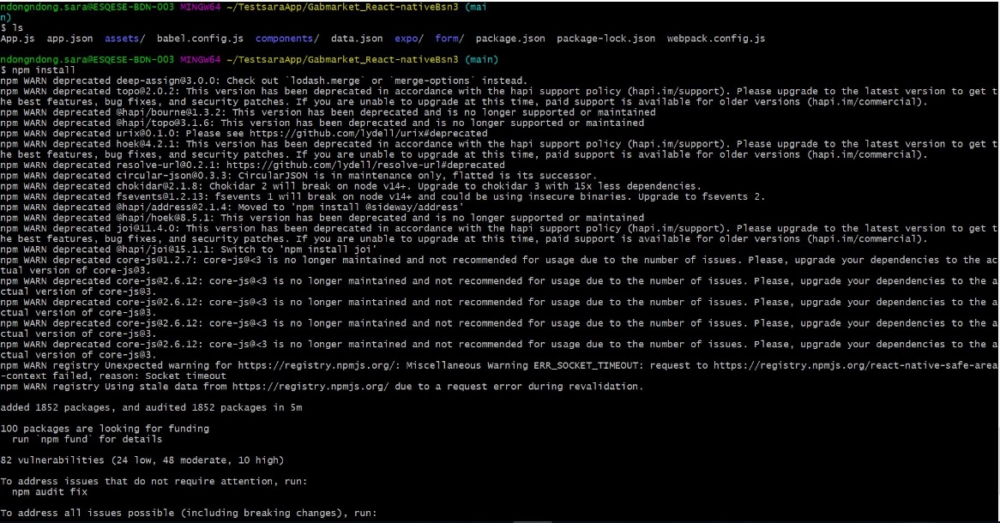 ndongndong.sara@ESQESE-BDN-003 MINGW64 ~/TestsaraApp/Gabmarket_React-nativeBsn3 (mai
n)
$ ls
App.js  app.json  assets/  babel.config.js  components/  data.json  expo/  form/  package.json  package-lock.json  webpack.config.js
ndongndong.sara@ESQESE-BDN-003 MINGW64 ~/TestsaraApp/Gabmarket_React-nativeBsn3 (main)
$ npm install
npm WARN deprecated deep-assign@3.0.0: Check out `lodash.merge` or `merge-options` instead.
npm WARN deprecated topo@2.0.2: This version has been deprecated in accordance with the hapi support policy (hapi.im/support). Please upgrade to the latest version to get t
he best features, bug fixes, and security patches. If you are unable to upgrade at this time, paid support is available for older versions (hapi.im/commercial).
npm WARN deprecated @hapi/bourne@1.3.2: This version has been deprecated and is no longer supported or maintained
npm WARN deprecated @hapi/topo@3.1.6: This version has been deprecated and is no longer supported or maintained
npm WARN deprecated urix@0.1.0: Please see https://github.com/lydell/urix#deprecated
npm WARN deprecated hoek@4.2.1: This version has been deprecated in accordance with the hapi support policy (hapi.im/support). Please upgrade to the latest version to get t
he best features, bug fixes, and security patches. If you are unable to upgrade at this time, paid support is available for older versions (hapi.im/commercial).
npm WARN deprecated resolve-url@0.2.1: https://github.com/lydell/resolve-url#deprecated
npm WARN deprecated circular-json@0.3.3: CircularJSON is in maintenance only, flatted is its successor.
npm WARN deprecated chokidar@2.1.8: Chokidar 2 will break on node v14+. Upgrade to chokidar 3 with 15x less dependencies.
npm WARN deprecated fsevents@1.2.13: fsevents 1 will break on node v14+ and could be using insecure binaries. Upgrade to fsevents 2.
npm WARN deprecated @hapi/address@2.1.4: Moved to 'npm install @sideway/address'
npm WARN deprecated @hapi/hoek@8.5.1: This version has been deprecated and is no longer supported or maintained
npm WARN deprecated joi@11.4.0: This version has been deprecated in accordance with the hapi support policy (hapi.im/support). Please upgrade to the latest version to get t
he best features, bug fixes, and security patches. If you are unable to upgrade at this time, paid support is available for older versions (hapi.im/commercial).
npm WARN deprecated @hapi/joi@15.1.1: Switch to 'npm install joi'
npm WARN deprecated core-js@1.2.7: core-js@<3 is no longer maintained and not recommended for usage due to the number of issues. Please, upgrade your dependencies to the ac
tual version of core-js@3.
npm WARN deprecated core-js@2.6.12: core-js@<3 is no longer maintained and not recommended for usage due to the number of issues. Please, upgrade your dependencies to the a
ctual version of core-js@3.
npm WARN deprecated core-js@2.6.12: core-js@<3 is no longer maintained and not recommended for usage due to the number of issues. Please, upgrade your dependencies to the a
ctual version of core-js@3.
npm WARN deprecated core-js@2.6.12: core-js@<3 is no longer maintained and not recommended for usage due to the number of issues. Please, upgrade your dependencies to the a
ctual version of core-js@3.
npm WARN deprecated core-js@2.6.12: core-js@<3 is no longer maintained and not recommended for usage due to the number of issues. Please, upgrade your dependencies to the a
ctual version of core-js@3.
npm WARN registry Unexpected warning for https://registry.npmjs.org/: Miscellaneous Warning ERR_SOCKET_TIMEOUT: request to https://registry.npmjs.org/react-native-safe-area
-context failed, reason: Socket timeout
npm WARN registry Using stale data from https://registry.npmjs.org/ due to a request error during revalidation.
added 1852 packages, and audited 1852 packages in 5m
100 packages are looking for funding
  run `npm fund` for details
82 vulnerabilities (24 low, 48 moderate, 10 high)
To address issues that do not require attention, run:
  npm audit fix
To address all issues possible (including breaking changes), run: